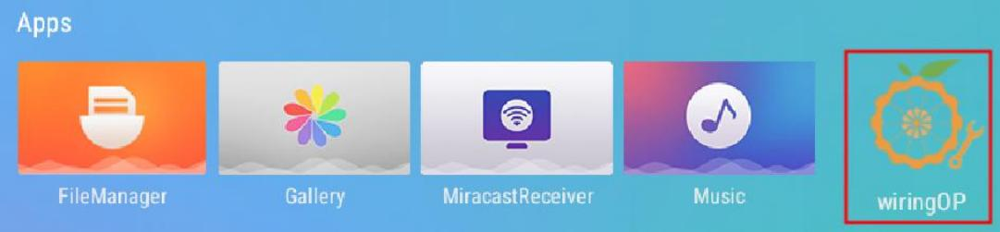 Apps
FileManager
Gallery
MiracastReceiver
Music
wiringOP